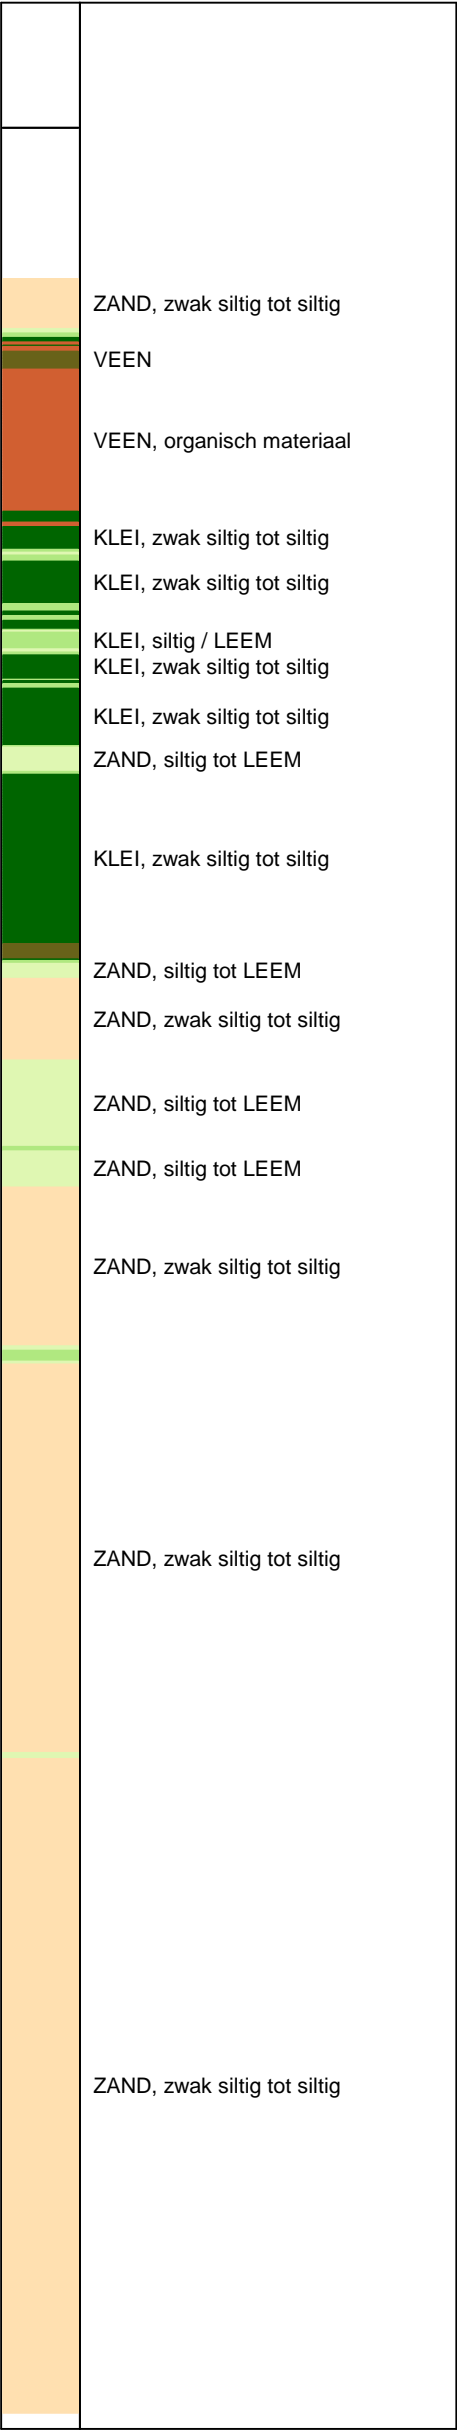 ZAND, zwak siltig tot siltig
VEEN
VEEN, organisch materiaal
KLEI, zwak siltig tot siltig
KLEI, zwak siltig tot siltig
KLEI, siltig / LEEM
KLEI, zwak siltig tot siltig
KLEI, zwak siltig tot siltig
ZAND, siltig tot LEEM
KLEI, zwak siltig tot siltig
ZAND, siltig tot LEEM
ZAND, zwak siltig tot siltig
ZAND, siltig tot LEEM
ZAND, siltig tot LEEM
ZAND, zwak siltig tot siltig
ZAND, zwak siltig tot siltig
ZAND, zwak siltig tot siltig